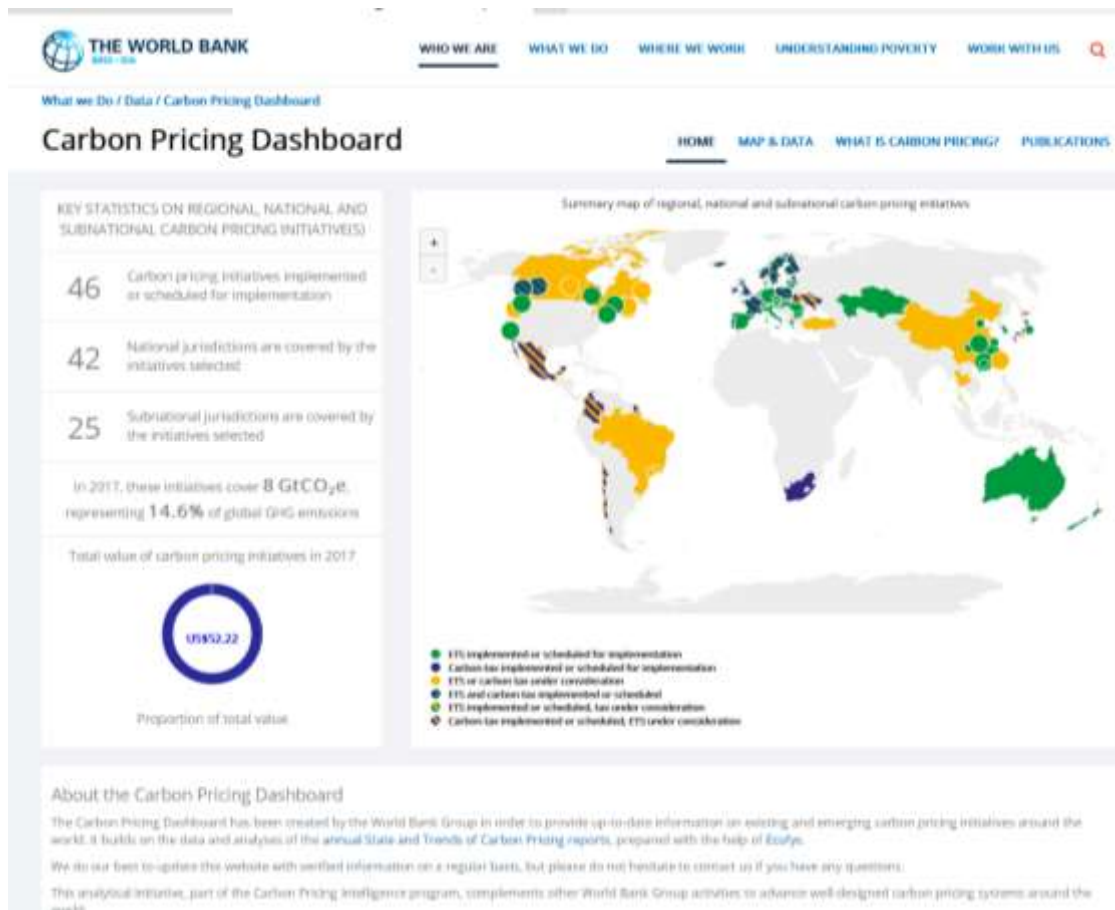 THE WORLD BANK
IBRD • IDA
WHO WE ARE
WHAT WE DO
WHERE WE WORK
UNDERSTANDING POVERTY
WORK WITH US
What we Do / Data / Carbon Pricing Dashboard
Carbon Pricing Dashboard
HOME
MAP & DATA
WHAT IS CARBON PRICING?
PUBLICATIONS
KEY STATISTICS ON REGIONAL, NATIONAL AND
SUBNATIONAL CARBON PRICING INITIATIVE(S)
46
Carbon pricing initiatives implemented
or scheduled for implementation
42
National jurisdictions are covered by the
initiatives selected
25
Subnational jurisdictions are covered by
the initiatives selected
In 2017, these initiatives cover 8 GtCO₂e,
representing 14.6% of global GHG emissions
Total value of carbon pricing initiatives in 2017
US$52.22
Proportion of total value
Summary map of regional, national and subnational carbon pricing initiatives
+
-
ETS implemented or scheduled for implementation
Carbon tax implemented or scheduled for implementation
ETS or carbon tax under consideration
ETS and carbon tax implemented or scheduled
ETS implemented or scheduled, tax under consideration
Carbon tax implemented or scheduled, ETS under consideration
About the Carbon Pricing Dashboard
The Carbon Pricing Dashboard has been created by the World Bank Group in order to provide up-to-date information on existing and emerging carbon pricing initiatives around the
world. It builds on the data and analyses of the annual State and Trends of Carbon Pricing reports, prepared with the help of Ecofys.
We do our best to update this website with verified information on a regular basis, but please do not hesitate to contact us if you have any questions.
This analytical initiative, part of the Carbon Pricing Intelligence program, complements other World Bank Group activities to advance well-designed carbon pricing systems around the